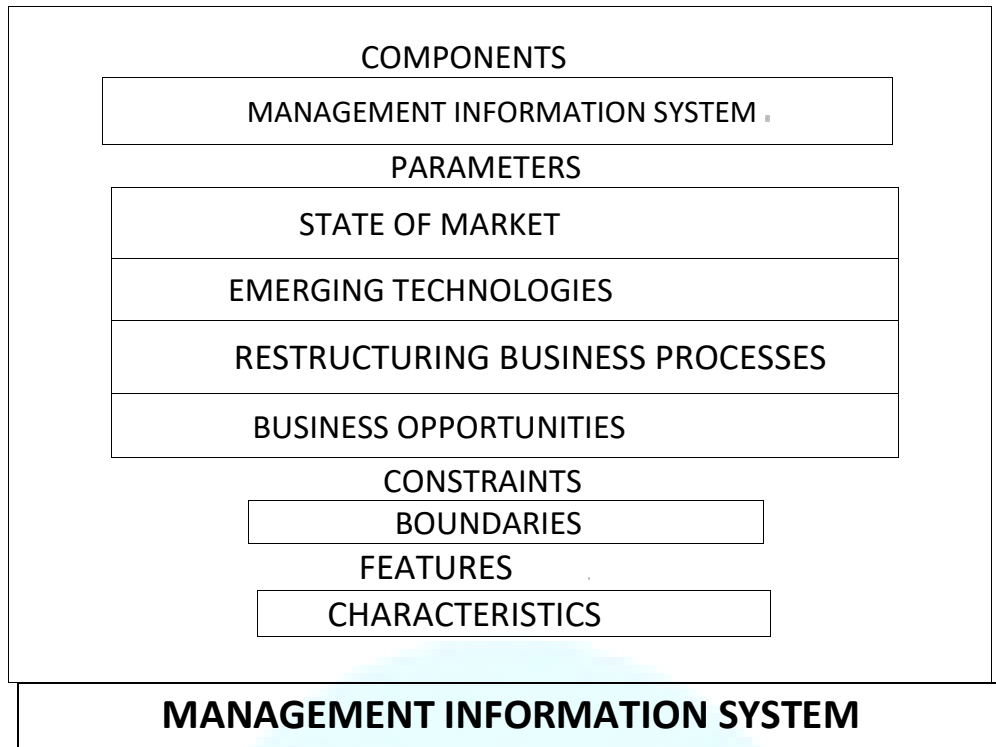 COMPONENTS
MANAGEMENT INFORMATION SYSTEM .
PARAMETERS
STATE OF MARKET
EMERGING TECHNOLOGIES
RESTRUCTURING BUSINESS PROCESSES
BUSINESS OPPORTUNITIES
CONSTRAINTS
BOUNDARIES
FEATURES
CHARACTERISTICS
MANAGEMENT INFORMATION SYSTEM